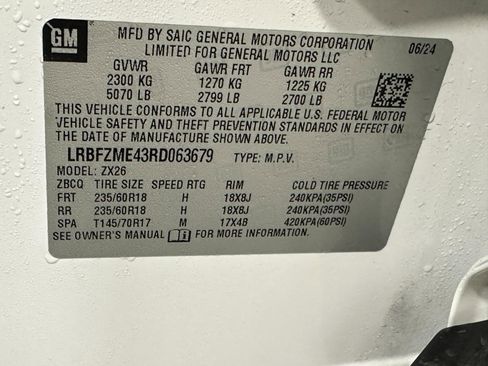 GM
MFD BY SAIC GENERAL MOTORS CORPORATION 06/24
LIMITED FOR GENERAL MOTORS LLC
GVWR GAWR FRT GAWR RR
2300 KG 1270 KG 1225 KG
5070 LB 2799 LB 2700 LB
THIS VEHICLE CONFORMS TO ALL APPLICABLE U.S. FEDERAL MOTOR
VEHICLE SAFETY AND THEFT PREVENTION STANDARDS IN EFFECT ON
THE DATE OF MANUFACTURE SHOWN ABOVE.
LRBFZME43RD063679 TYPE: M.P.V.
MODEL: ZX26
ZBCQ TIRE SIZE SPEED RTG RIM COLD TIRE PRESSURE
FRT 235/60R18 H 18X8J 240KPA(35PSI)
RR 235/60R18 H 18X8J 240KPA(35PSI)
SPA T145/70R17 M 17X4B 420KPA(60PSI)
SEE OWNER'S MANUAL FOR MORE INFORMATION